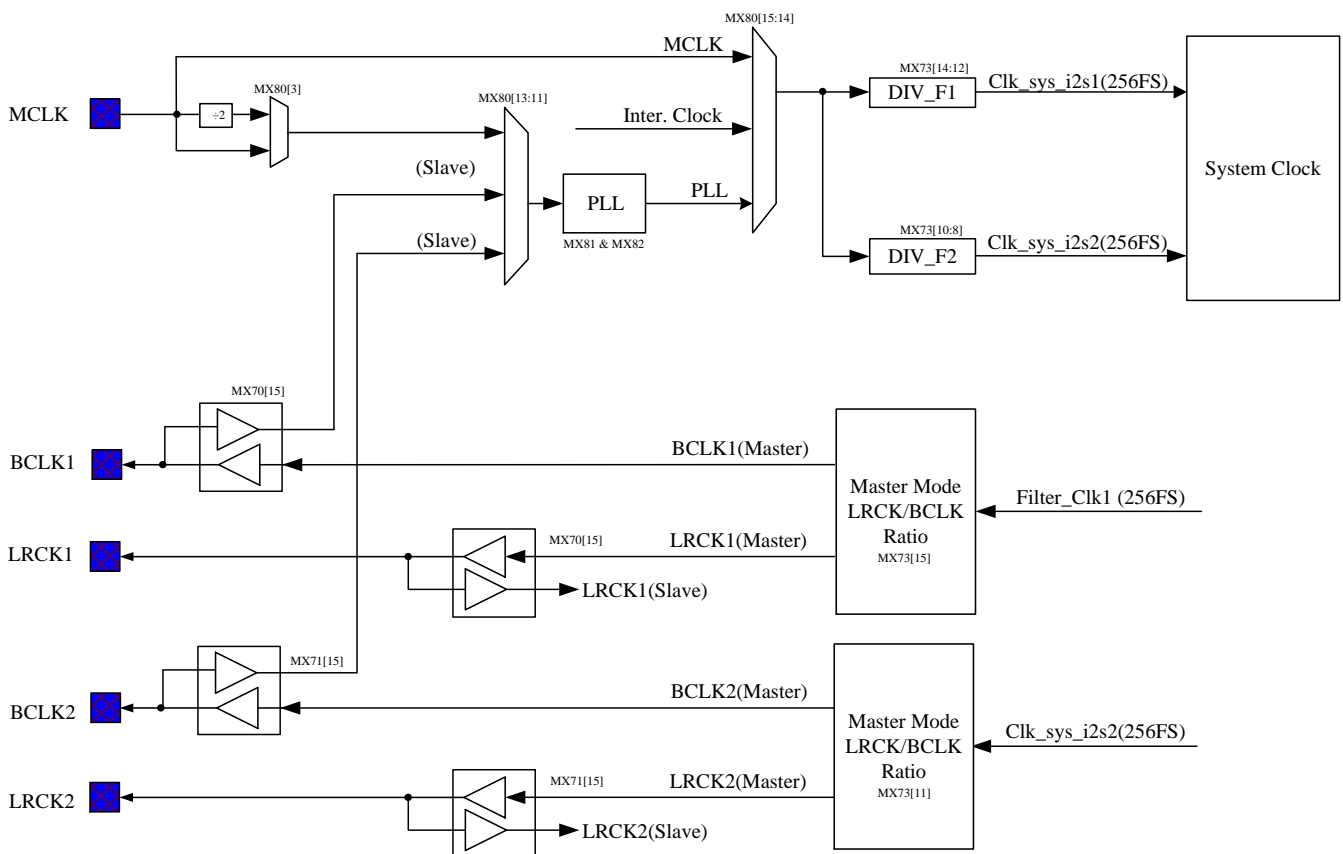 MX80[15:14]
MCLK
MX73[14:12]
Clk_sys_i2s1(256FS)
DIV_F1
MX80[3]
MX80[13:11]
MCLK
÷2
Inter. Clock
(Slave)
System Clock
PLL
PLL
MX73[10:8]
(Slave)
MX81 & MX82
Clk_sys_i2s2(256FS)
DIV_F2
MX70[15]
BCLK1(Master)
BCLK1
Master Mode
LRCK/BCLK
Ratio
MX73[15]
Filter_Clk1 (256FS)
MX70[15]
LRCK1(Master)
LRCK1
LRCK1(Slave)
MX71[15]
BCLK2(Master)
BCLK2
Master Mode
LRCK/BCLK
Ratio
MX73[11]
Clk_sys_i2s2(256FS)
MX71[15]
LRCK2(Master)
LRCK2
LRCK2(Slave)